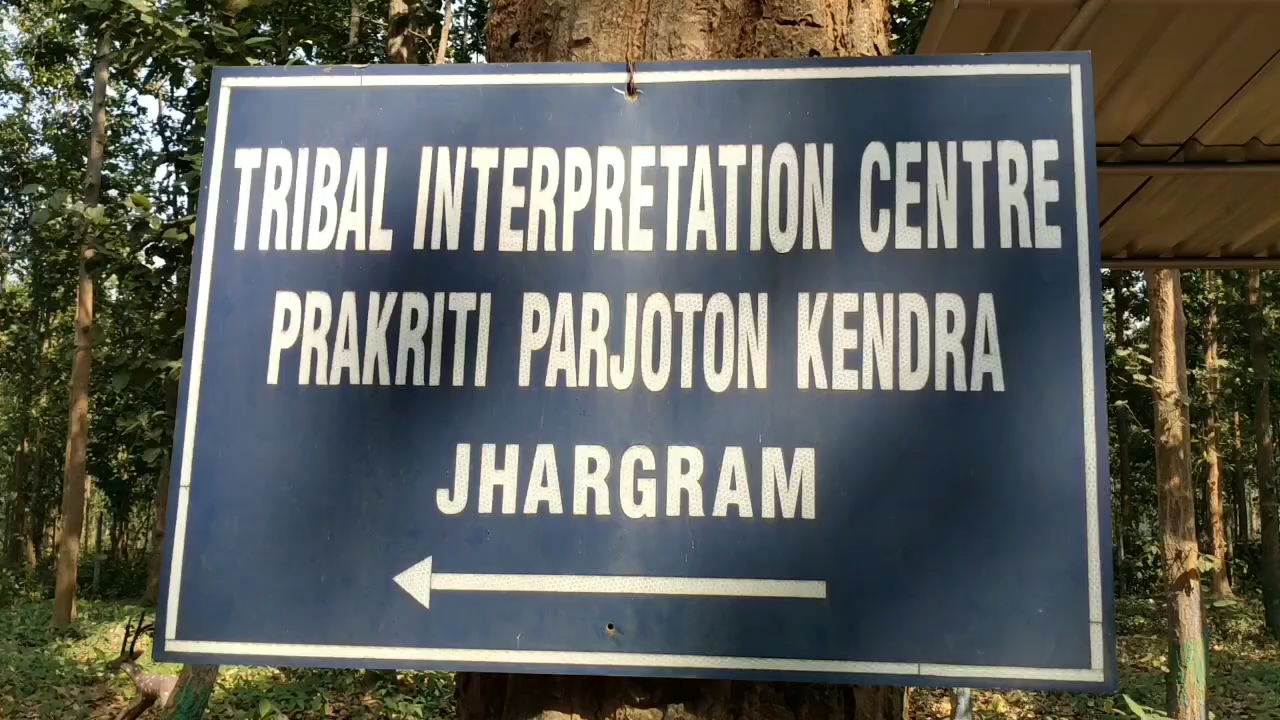 TRIBAL INTERPRETATION CENTRE
PRAKRITI PARJOTON KENDRA
JHARGRAM